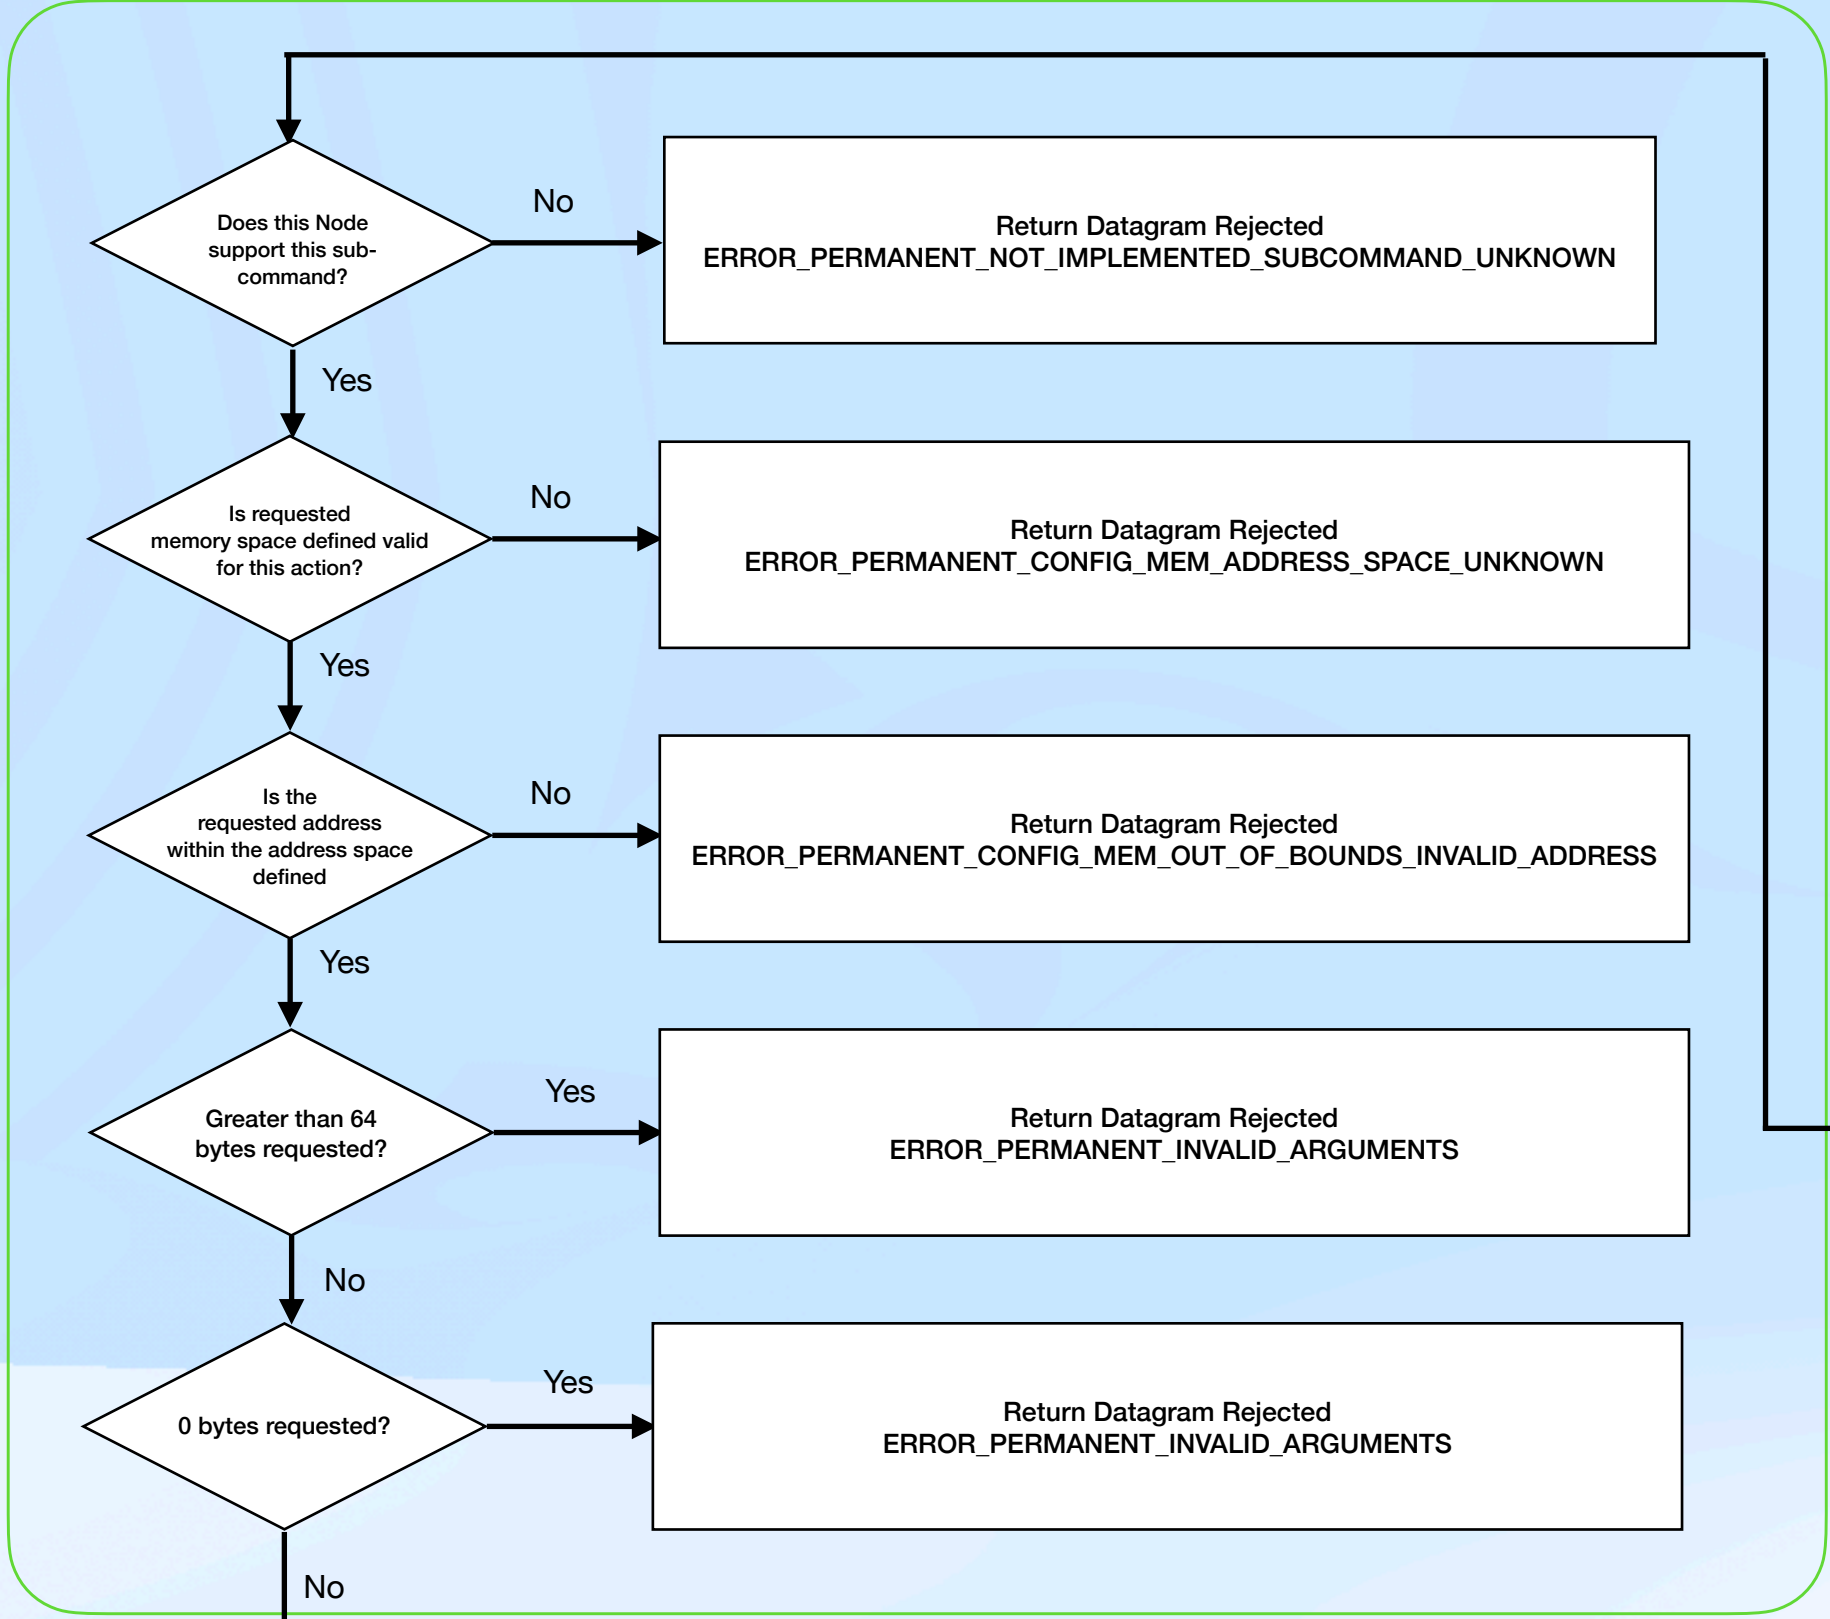 Does this Node
support this sub-
command?
No
Return Datagram Rejected
ERROR_PERMANENT_NOT_IMPLEMENTED_SUBCOMMAND_UNKNOWN
Yes
Is requested
memory space defined valid
for this action?
No
Return Datagram Rejected
ERROR_PERMANENT_CONFIG_MEM_ADDRESS_SPACE_UNKNOWN
Yes
Is the
requested address
within the address space
defined
No
Return Datagram Rejected
ERROR_PERMANENT_CONFIG_MEM_OUT_OF_BOUNDS_INVALID_ADDRESS
Yes
Greater than 64
bytes requested?
Yes
Return Datagram Rejected
ERROR_PERMANENT_INVALID_ARGUMENTS
No
0 bytes requested?
Yes
Return Datagram Rejected
ERROR_PERMANENT_INVALID_ARGUMENTS
No